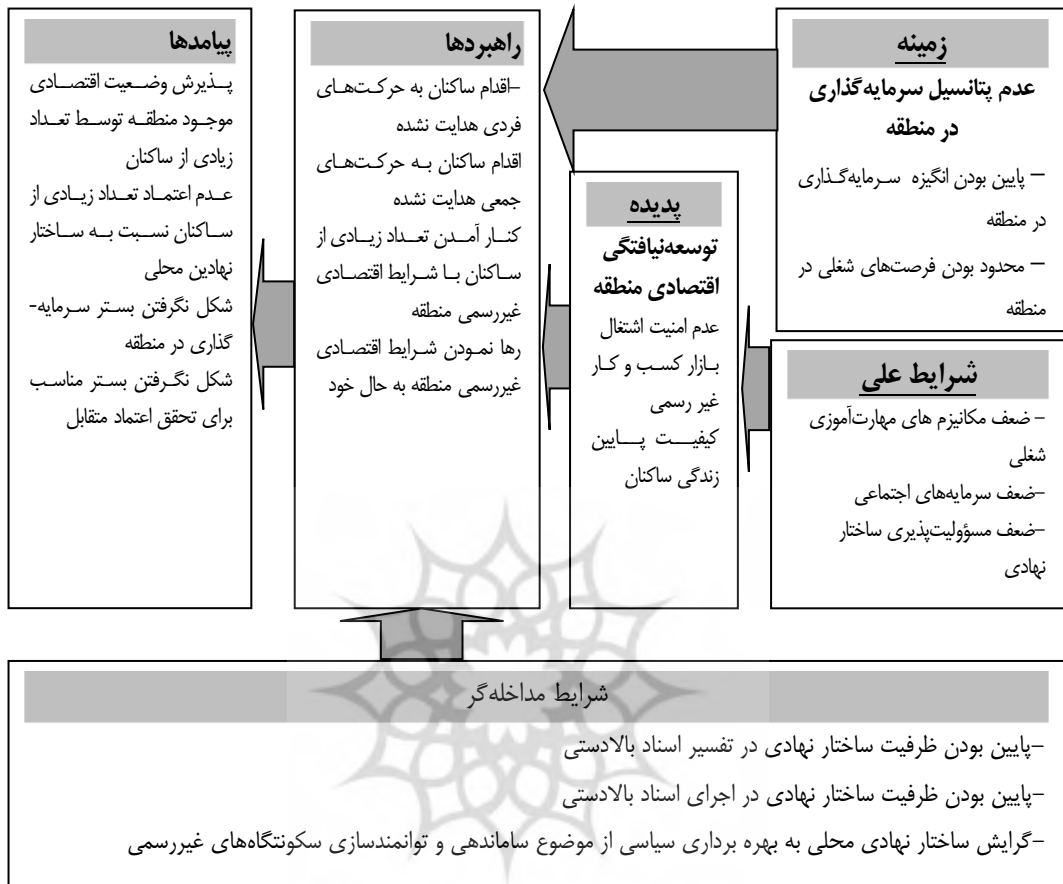 زمینه
عدم پتانسیل سرمایه‌گذاری
در منطقه
– پایین بودن انگیزه سرمایه‌گذاری
در منطقه
– محدود بودن فرصت‌های شغلی در
منطقه
شرایط علی
- ضعف مکانیزم های مهارت‌آموزی
شغلی
-ضعف سرمایه‌های اجتماعی
-ضعف مسؤولیت‌پذیری ساختار
نهادی
پدیده
توسعه‌نیافتگی
اقتصادی منطقه
عدم امنیت اشتغال
بازار کسب و کار
غیر رسمی
کیفیت پایین
زندگی ساکنان
راهبردها
-اقدام ساکنان به حرکت‌های
فردی هدایت نشده
اقدام ساکنان به حرکت‌های
جمعی هدایت نشده
کنار آمدن تعداد زیادی از
ساکنان با شرایط اقتصادی
غیررسمی منطقه
رها نمودن شرایط اقتصادی
غیررسمی منطقه به حال خود
پیامدها
پذیرش وضعیت اقتصادی
موجود منطقه توسط تعداد
زیادی از ساکنان
عدم اعتماد تعداد زیادی از
ساکنان نسبت به ساختار
نهادین محلی
شکل نگرفتن بستر سرمایه-
گذاری در منطقه
شکل نگرفتن بستر مناسب
برای تحقق اعتماد متقابل
شرایط مداخله‌گر
-پایین بودن ظرفیت ساختار نهادی در تفسیر اسناد بالادستی
-پایین بودن ظرفیت ساختار نهادی در اجرای اسناد بالادستی
-گرایش ساختار نهادی محلی به بهره برداری سیاسی از موضوع ساماندهی و توانمندسازی سکونتگاه‌های غیررسمی